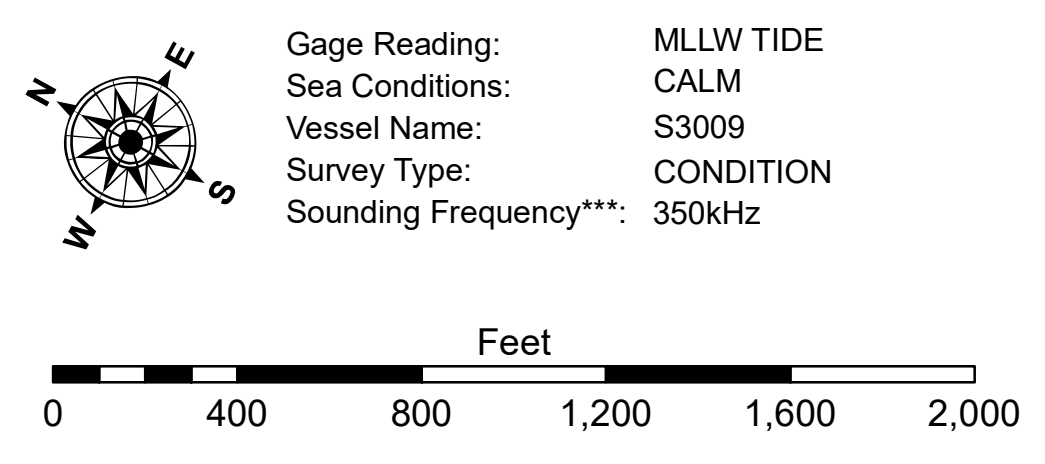 N
E
S
W
Gage Reading: MLLW TIDE
Sea Conditions: CALM
Vessel Name: S3009
Survey Type: CONDITION
Sounding Frequency***: 350kHz
Feet
0 400 800 1,200 1,600 2,000